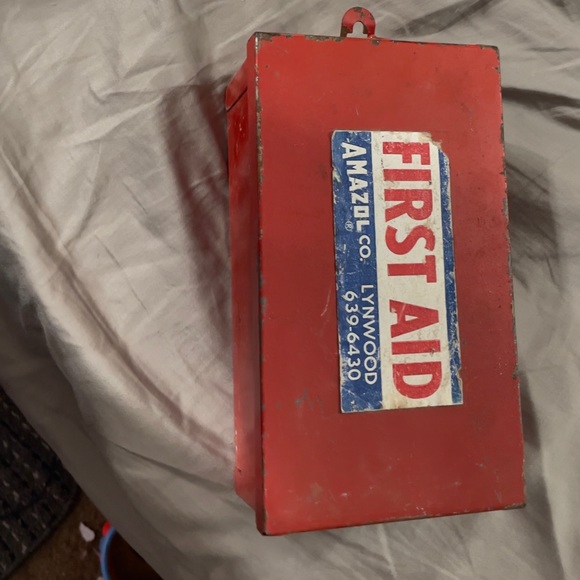 FIRST AID
AMAZOL® CO. LYNWOOD
639-6430